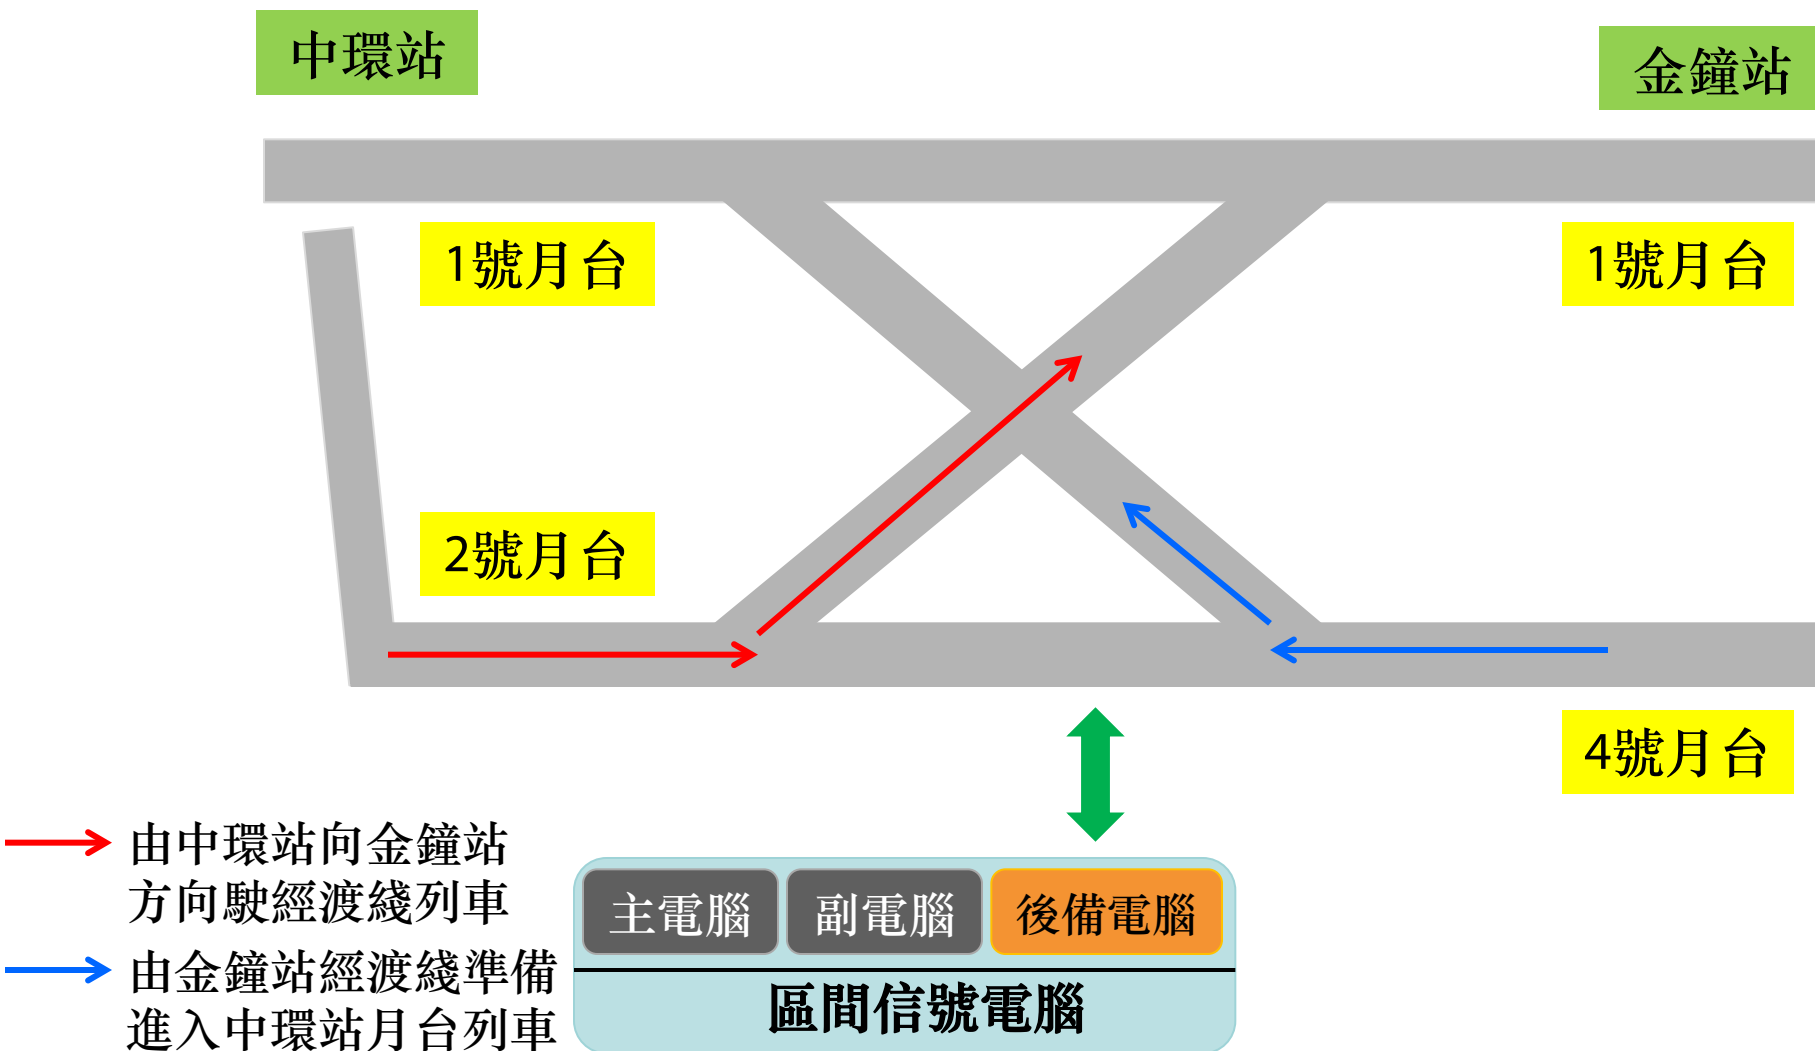 中環站
金鐘站
1號月台
1號月台
2號月台
4號月台
由中環站向金鐘站
方向駛經渡綫列車
由金鐘站經渡綫準備
進入中環站月台列車
主電腦
副電腦
後備電腦
區間信號電腦